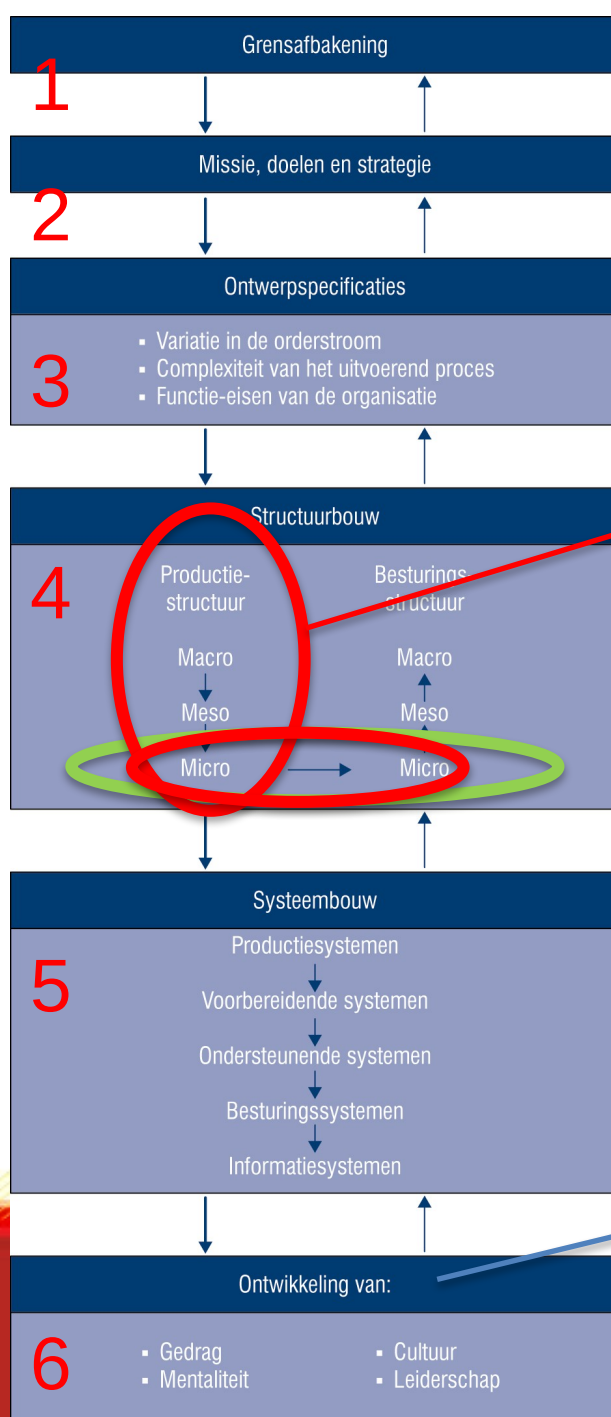 Grensafbakening
1
Missie, doelen en strategie
2
Ontwerpspecificaties
3
▪ Variatie in de orderstroom
▪ Complexiteit van het uitvoerend proces
▪ Functie-eisen van de organisatie
Structuurbouw
4
Productie-
structuur
Macro
Meso
Micro
Besturings-
structuur
Macro
Meso
Micro
Systeembouw
5
Productiesystemen
Voorbereidende systemen
Ondersteunende systemen
Besturingssystemen
Informatiesystemen
Ontwikkeling van:
6
▪ Gedrag
▪ Mentaliteit
▪ Cultuur
▪ Leiderschap